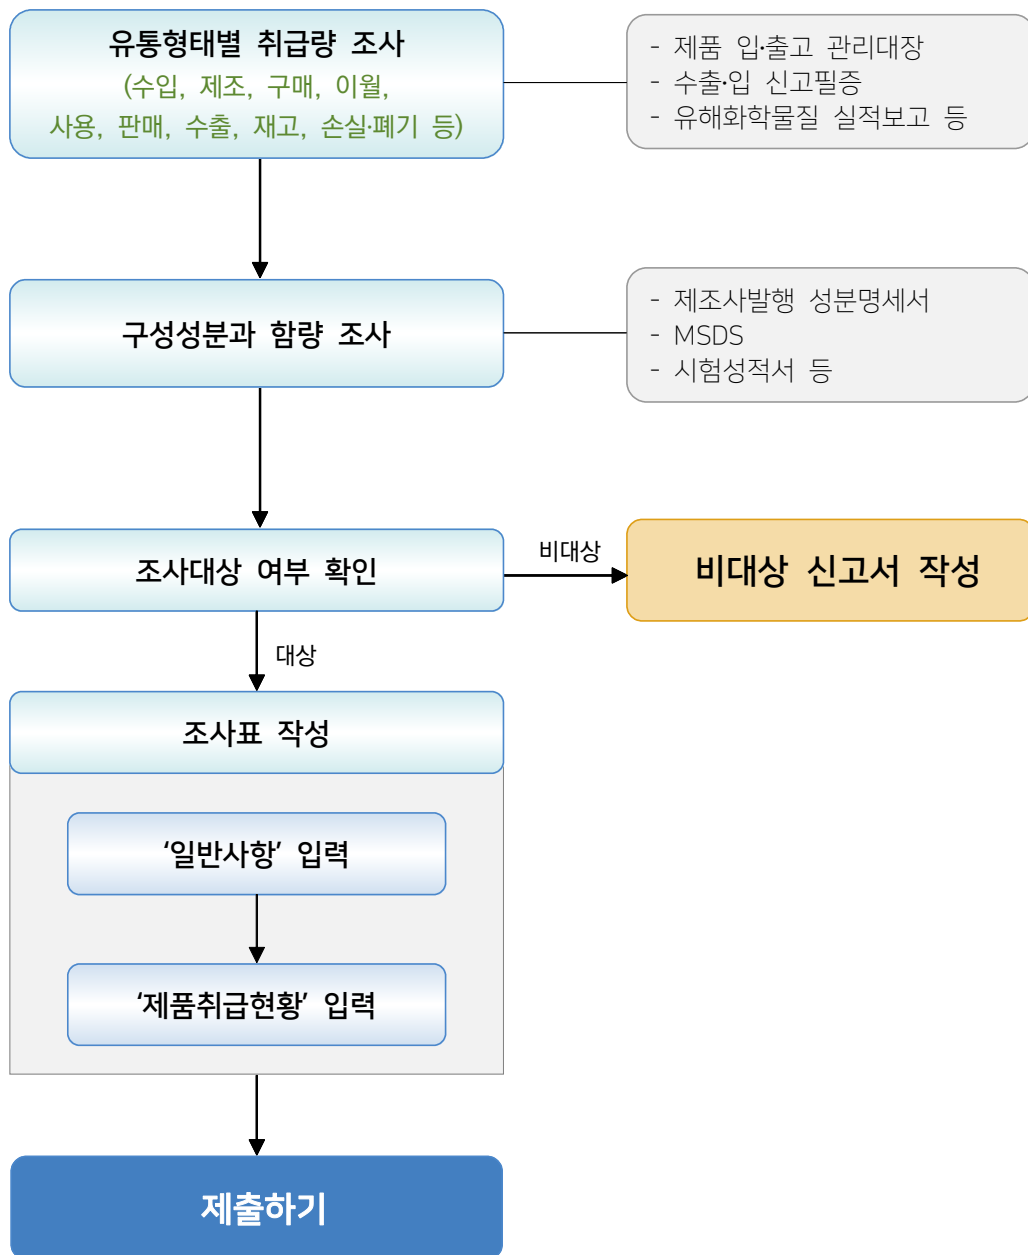 유통형태별 취급량 조사
(수입, 제조, 구매, 이월,
사용, 판매, 수출, 재고, 손실·폐기 등)
- 제품 입·출고 관리대장
- 수출·입 신고필증
- 유해화학물질 실적보고 등
구성성분과 함량 조사
- 제조사발행 성분명세서
- MSDS
- 시험성적서 등
조사대상 여부 확인
비대상
비대상 신고서 작성
대상
조사표 작성
‘일반사항’ 입력
‘제품취급현황’ 입력
제출하기